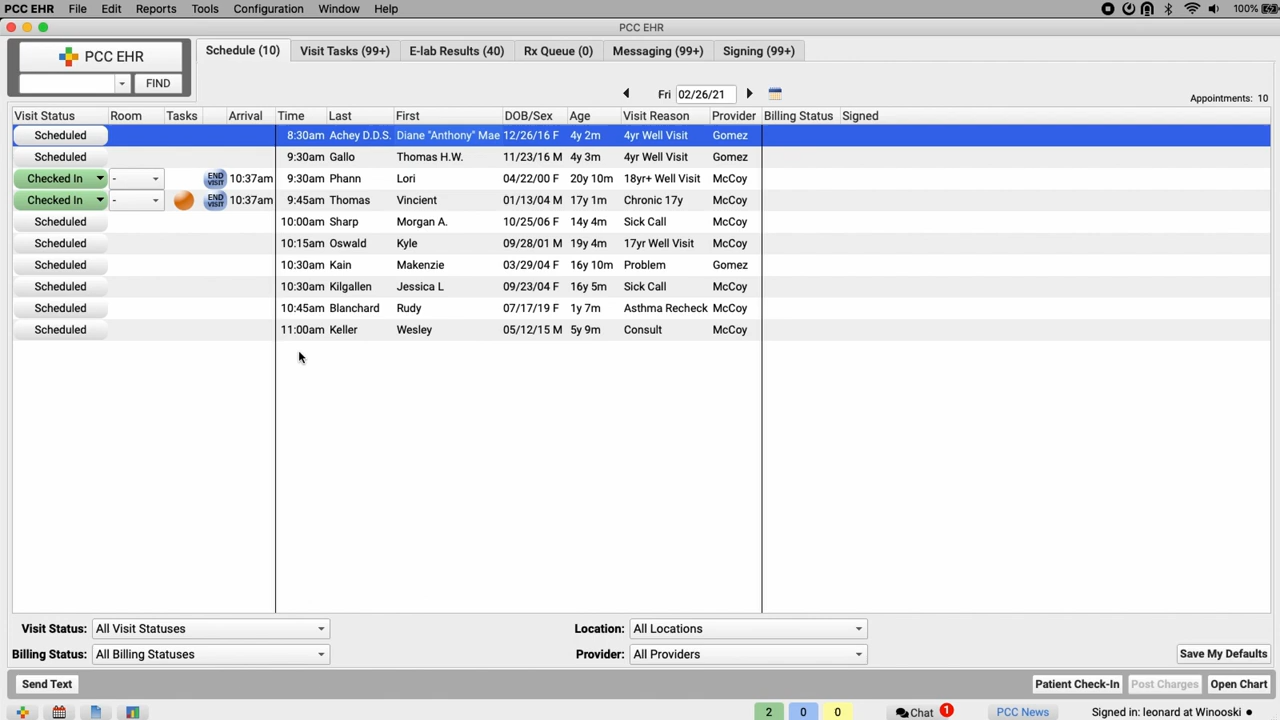 PCC EHR File Edit Reports Tools Configuration Window Help 100%
PCC EHR
PCC EHR
FIND
Schedule (10) Visit Tasks (99+) E-lab Results (40) Rx Queue (0) Messaging (99+) Signing (99+)
Fri 02/26/21
Appointments: 10
Visit Status Room Tasks Arrival Time Last First DOB/Sex Age Visit Reason Provider Billing Status Signed
Scheduled 8:30am Achey D.D.S. Diane "Anthony" Mae 12/26/16 F 4y 2m 4yr Well Visit Gomez
Scheduled 9:30am Gallo Thomas H.W. 11/23/16 M 4y 3m 4yr Well Visit Gomez
Checked In - END VISIT 10:37am 9:30am Phann Lori 04/22/00 F 20y 10m 18yr+ Well Visit McCoy
Checked In - END VISIT 10:37am 9:45am Thomas Vincient 01/13/04 M 17y 1m Chronic 17y McCoy
Scheduled 10:00am Sharp Morgan A. 10/25/06 F 14y 4m Sick Call McCoy
Scheduled 10:15am Oswald Kyle 09/28/01 M 19y 4m 17yr Well Visit McCoy
Scheduled 10:30am Kain Makenzie 03/29/04 F 16y 10m Problem Gomez
Scheduled 10:30am Kilgallen Jessica L 09/23/04 F 16y 5m Sick Call McCoy
Scheduled 10:45am Blanchard Rudy 07/17/19 F 1y 7m Asthma Recheck McCoy
Scheduled 11:00am Keller Wesley 05/12/15 M 5y 9m Consult McCoy
Visit Status: All Visit Statuses Location: All Locations
Billing Status: All Billing Statuses Provider: All Providers Save My Defaults
Send Text Patient Check-In Post Charges Open Chart
2 0 0 Chat 1 PCC News Signed in: leonard at Winooski